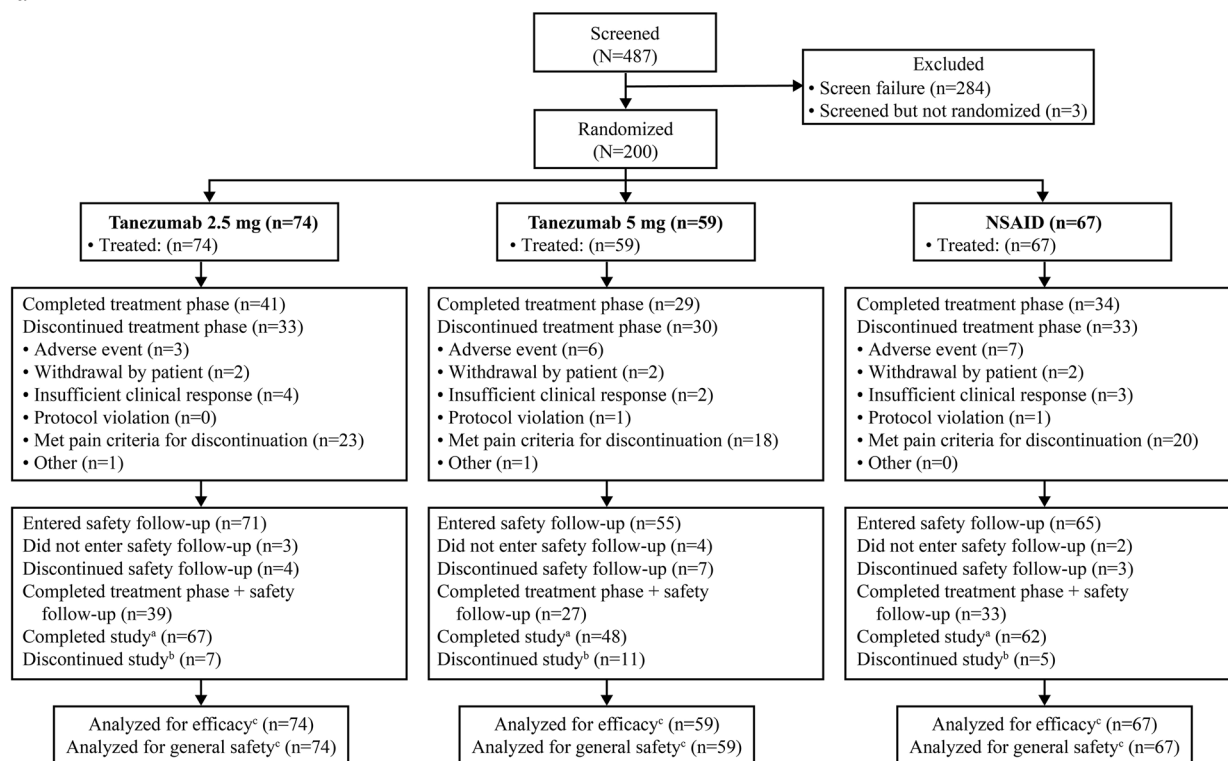 Screened
(N=487)
Excluded
• Screen failure (n=284)
• Screened but not randomized (n=3)
Randomized
(N=200)
Tanezumab 2.5 mg (n=74)
• Treated: (n=74)
Tanezumab 5 mg (n=59)
• Treated: (n=59)
NSAID (n=67)
• Treated: (n=67)
Completed treatment phase (n=41)
Discontinued treatment phase (n=33)
• Adverse event (n=3)
• Withdrawal by patient (n=2)
• Insufficient clinical response (n=4)
• Protocol violation (n=0)
• Met pain criteria for discontinuation (n=23)
• Other (n=1)
Completed treatment phase (n=29)
Discontinued treatment phase (n=30)
• Adverse event (n=6)
• Withdrawal by patient (n=2)
• Insufficient clinical response (n=2)
• Protocol violation (n=1)
• Met pain criteria for discontinuation (n=18)
• Other (n=1)
Completed treatment phase (n=34)
Discontinued treatment phase (n=33)
• Adverse event (n=7)
• Withdrawal by patient (n=2)
• Insufficient clinical response (n=3)
• Protocol violation (n=1)
• Met pain criteria for discontinuation (n=20)
• Other (n=0)
Entered safety follow-up (n=71)
Did not enter safety follow-up (n=3)
Discontinued safety follow-up (n=4)
Completed treatment phase + safety
follow-up (n=39)
Completed studyᵃ (n=67)
Discontinued studyᵇ (n=7)
Entered safety follow-up (n=55)
Did not enter safety follow-up (n=4)
Discontinued safety follow-up (n=7)
Completed treatment phase + safety
follow-up (n=27)
Completed studyᵃ (n=48)
Discontinued studyᵇ (n=11)
Entered safety follow-up (n=65)
Did not enter safety follow-up (n=2)
Discontinued safety follow-up (n=3)
Completed treatment phase + safety
follow-up (n=33)
Completed studyᵃ (n=62)
Discontinued studyᵇ (n=5)
Analyzed for efficacyᶜ (n=74)
Analyzed for general safetyᶜ (n=74)
Analyzed for efficacyᶜ (n=59)
Analyzed for general safetyᶜ (n=59)
Analyzed for efficacyᶜ (n=67)
Analyzed for general safetyᶜ (n=67)